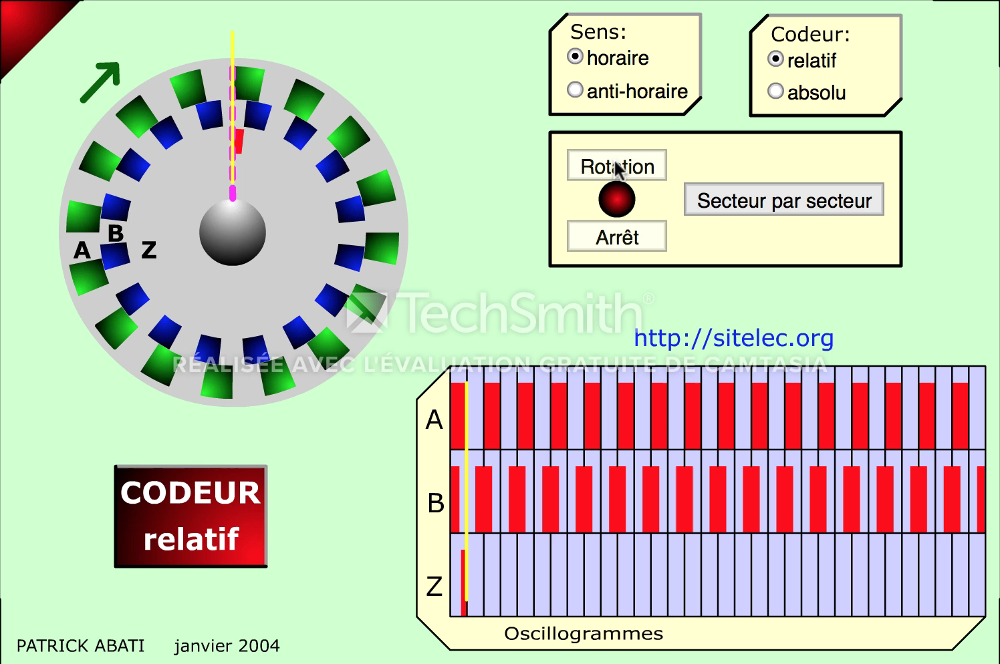 Sens:
horaire
anti-horaire
Codeur:
relatif
absolu
Rotation
Secteur par secteur
Arrêt
B
A Z
TechSmith®
http://sitelec.org
RÉALISÉE AVEC L'ÉVALUATION GRATUITE DE CAMTASIA
A
B
Z
Oscillogrammes
CODEUR
relatif
PATRICK ABATI janvier 2004